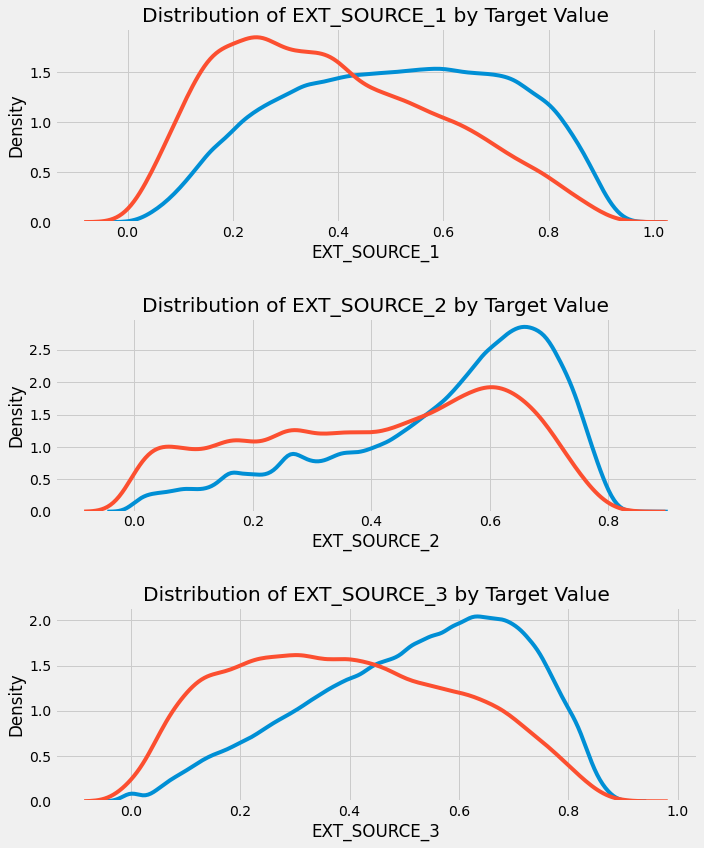 Distribution of EXT_SOURCE_1 by Target Value
Density
1.5
1.0
0.5
0.0
0.0 0.2 0.4 0.6 0.8 1.0
EXT_SOURCE_1
Distribution of EXT_SOURCE_2 by Target Value
Density
2.5
2.0
1.5
1.0
0.5
0.0
0.0 0.2 0.4 0.6 0.8
EXT_SOURCE_2
Distribution of EXT_SOURCE_3 by Target Value
Density
2.0
1.5
1.0
0.5
0.0
0.0 0.2 0.4 0.6 0.8 1.0
EXT_SOURCE_3